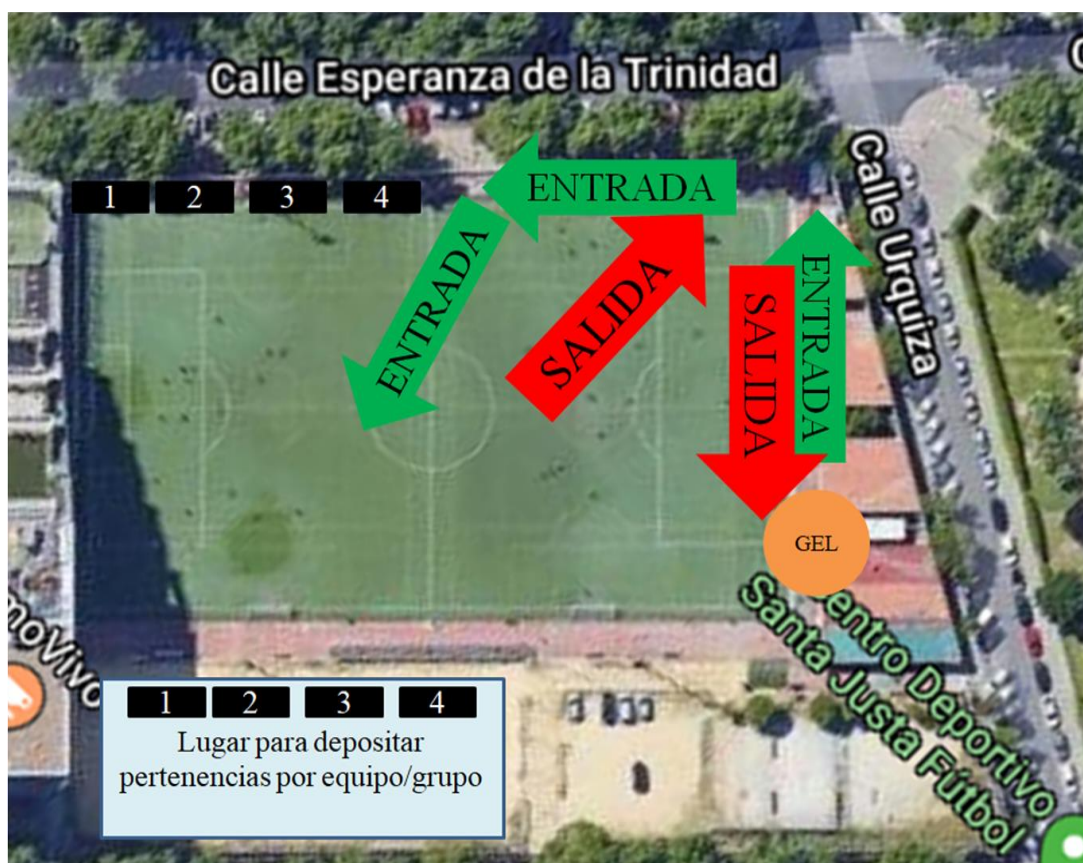 Calle Esperanza de la Trinidad
C
1 2 3 4
ENTRADA
ENTRADA
SALIDA
ENTRADA
SALIDA
Calle Urquiza
GEL
Centro Deportivo
Santa Justa Fútbol
moVivo
1 2 3 4
Lugar para depositar
pertenencias por equipo/grupo